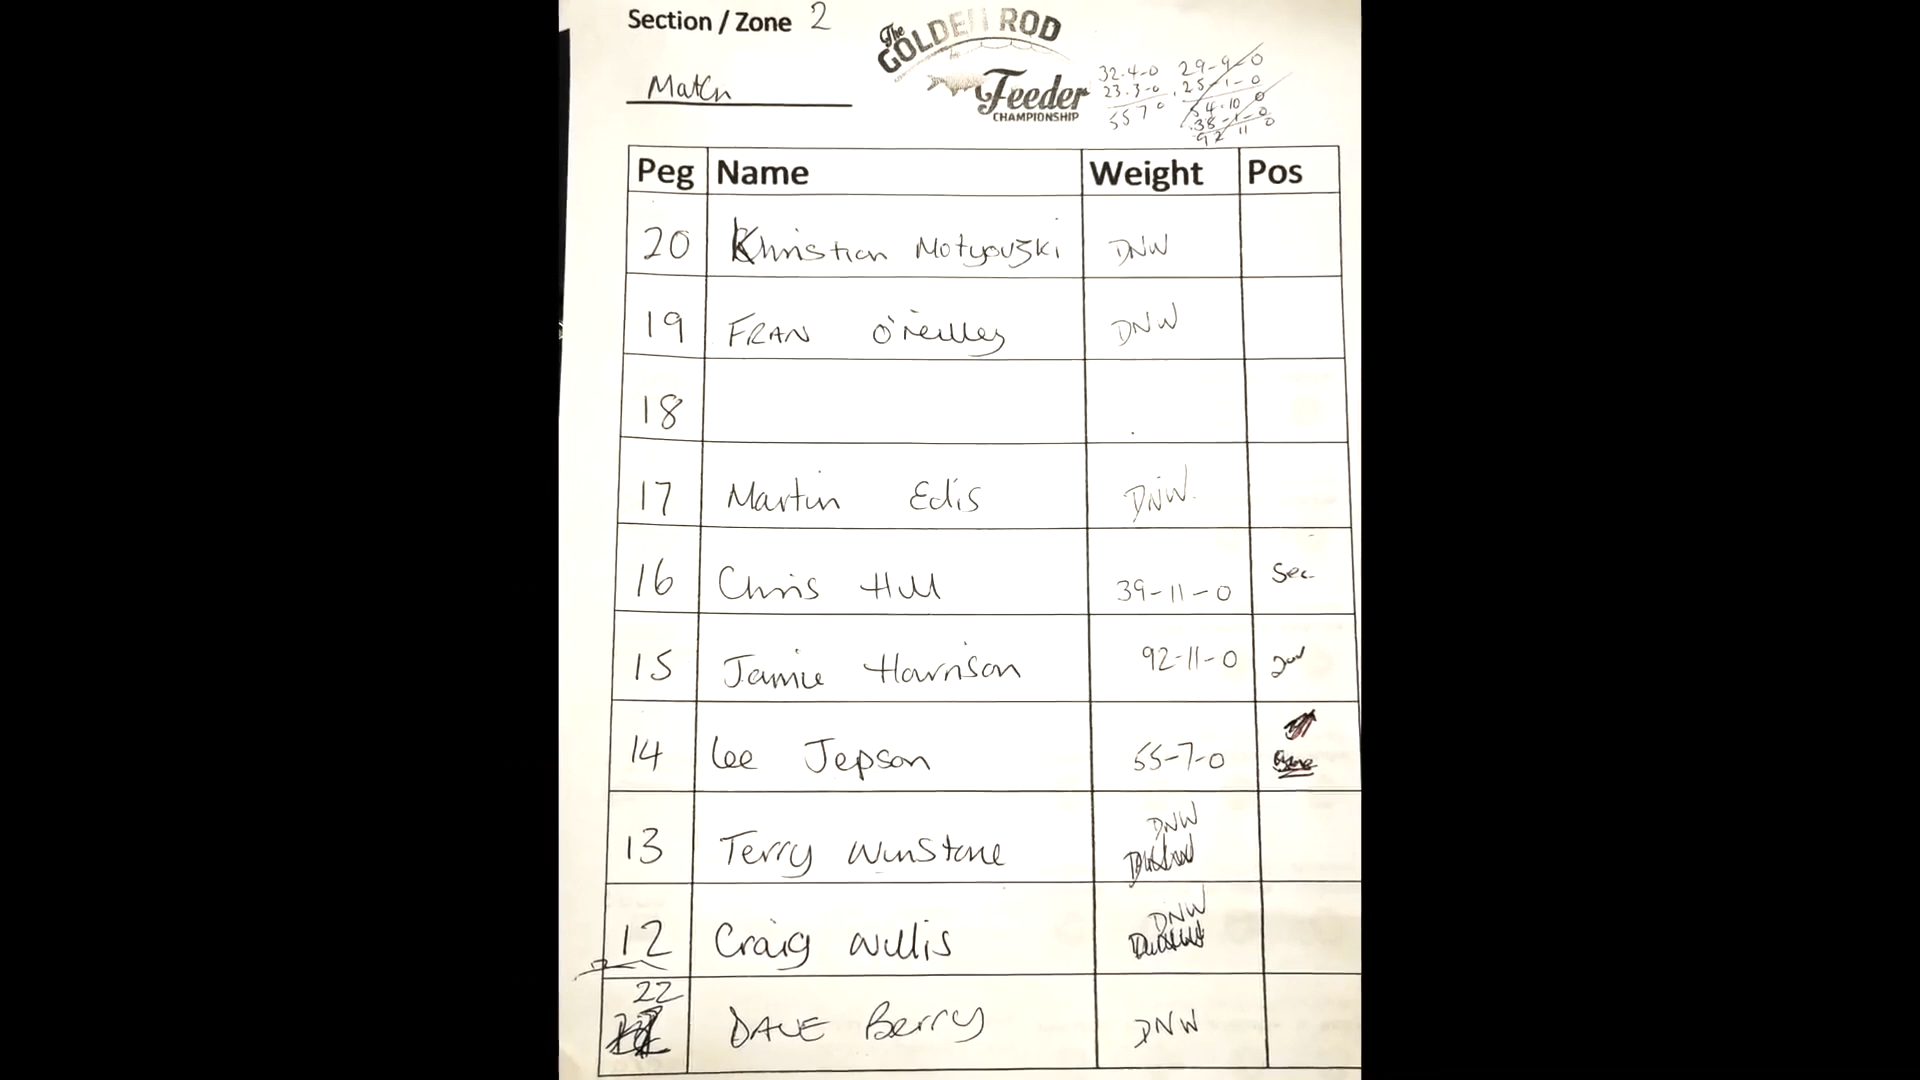 Section / Zone 2
The
GOLDEN ROD
Match
Feeder
CHAMPIONSHIP
32-4-0
23-3-0
55 7 0
29-9-0
25-1-0
54-10 0
38-1-0
92 11 0
Peg Name Weight Pos
20 Khristian Motyovzki DNW
19 FRAN O'reilley DNW
18
17 Martin Edis DNW.
16 Chris Hill 39-11-0 Sec
15 Jamie Harrison 92-11-0 2nd
14 Lee Jepson 55-7-0
13 Terry Winstone DNW
12 Craig Willis DNW
22 DAVE Berry DNW